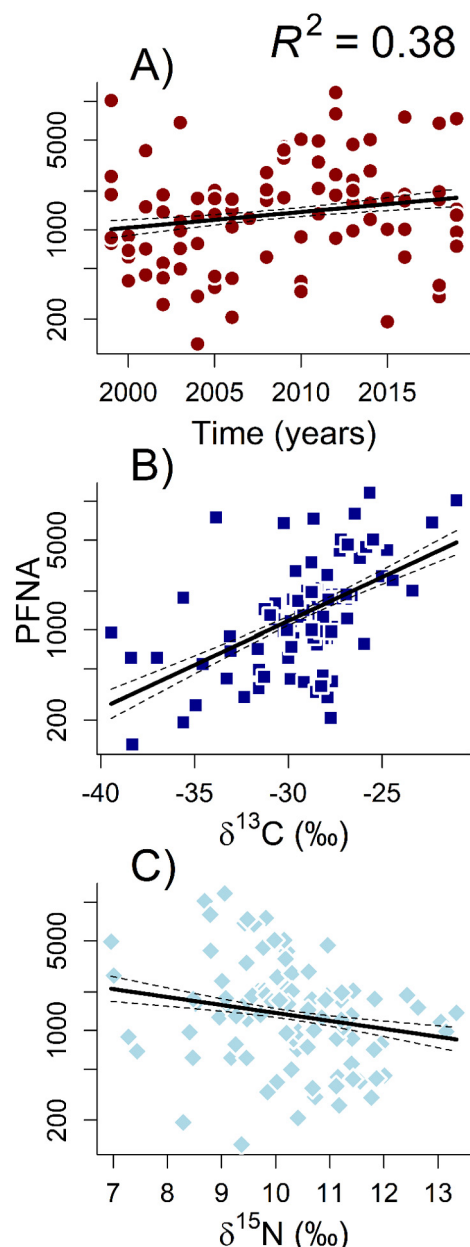 A)
R² = 0.38
5000
1000
200
2000 2005 2010 2015
Time (years)
B)
PFNA
5000
1000
200
-40 -35 -30 -25
δ¹³C (‰)
C)
5000
1000
200
7 8 9 10 11 12 13
δ¹⁵N (‰)